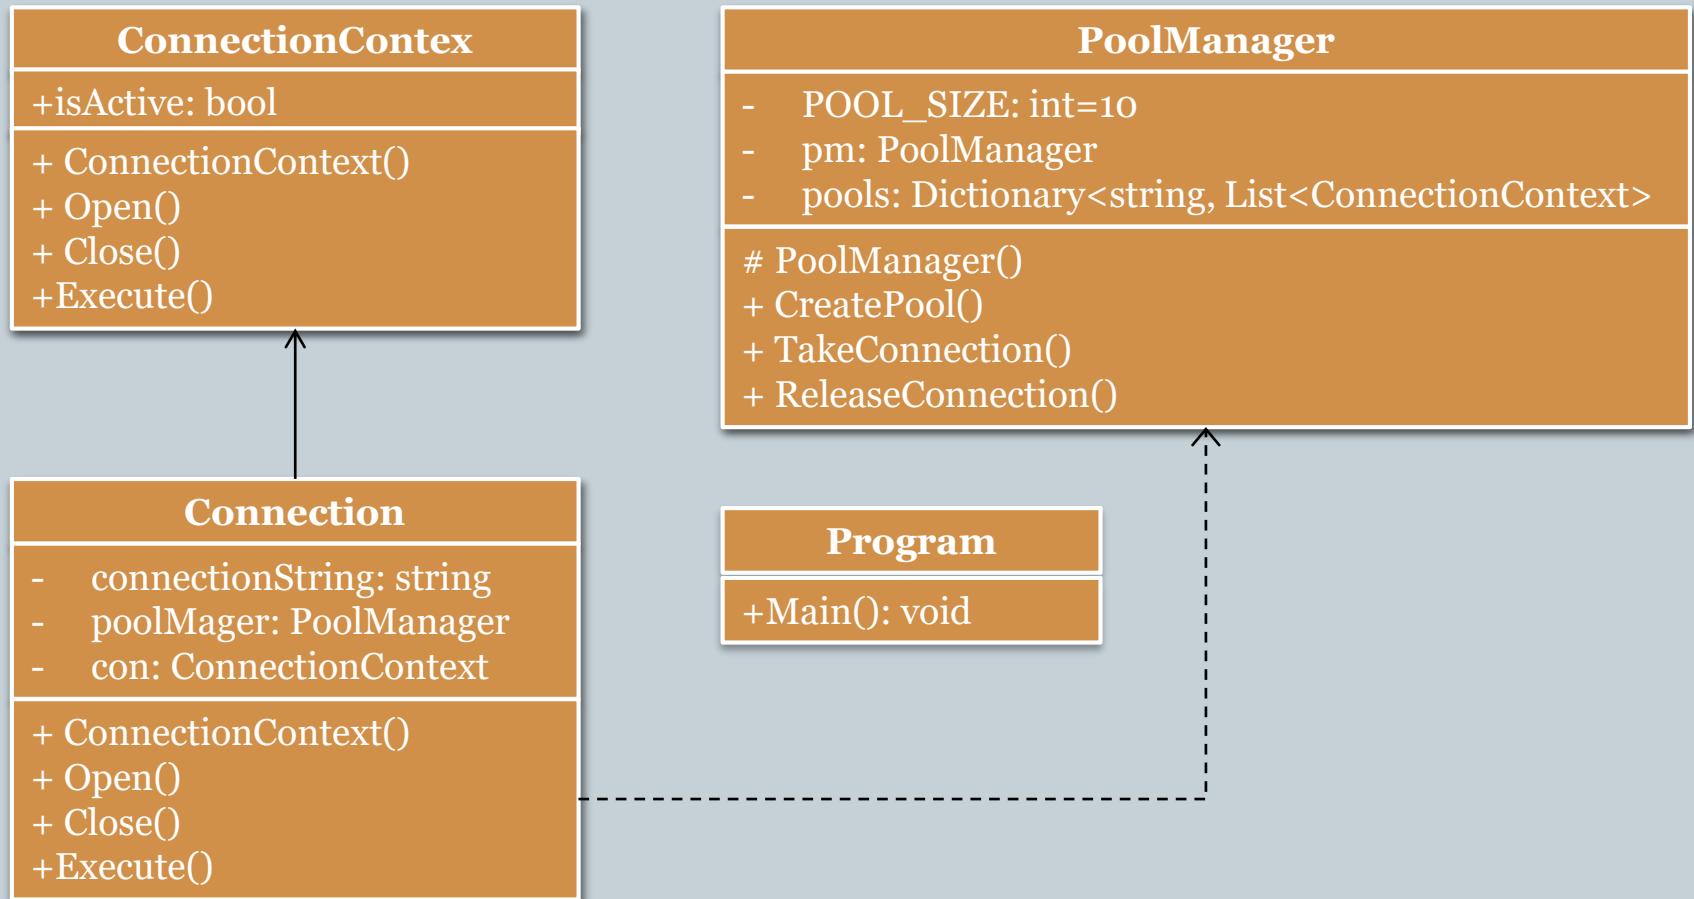 ConnectionContex
+isActive: bool
+ ConnectionContext()
+ Open()
+ Close()
+Execute()
PoolManager
- POOL_SIZE: int=10
- pm: PoolManager
- pools: Dictionary<string, List<ConnectionContext>
# PoolManager()
+ CreatePool()
+ TakeConnection()
+ ReleaseConnection()
Connection
- connectionString: string
- poolMager: PoolManager
- con: ConnectionContext
+ ConnectionContext()
+ Open()
+ Close()
+Execute()
Program
+Main(): void